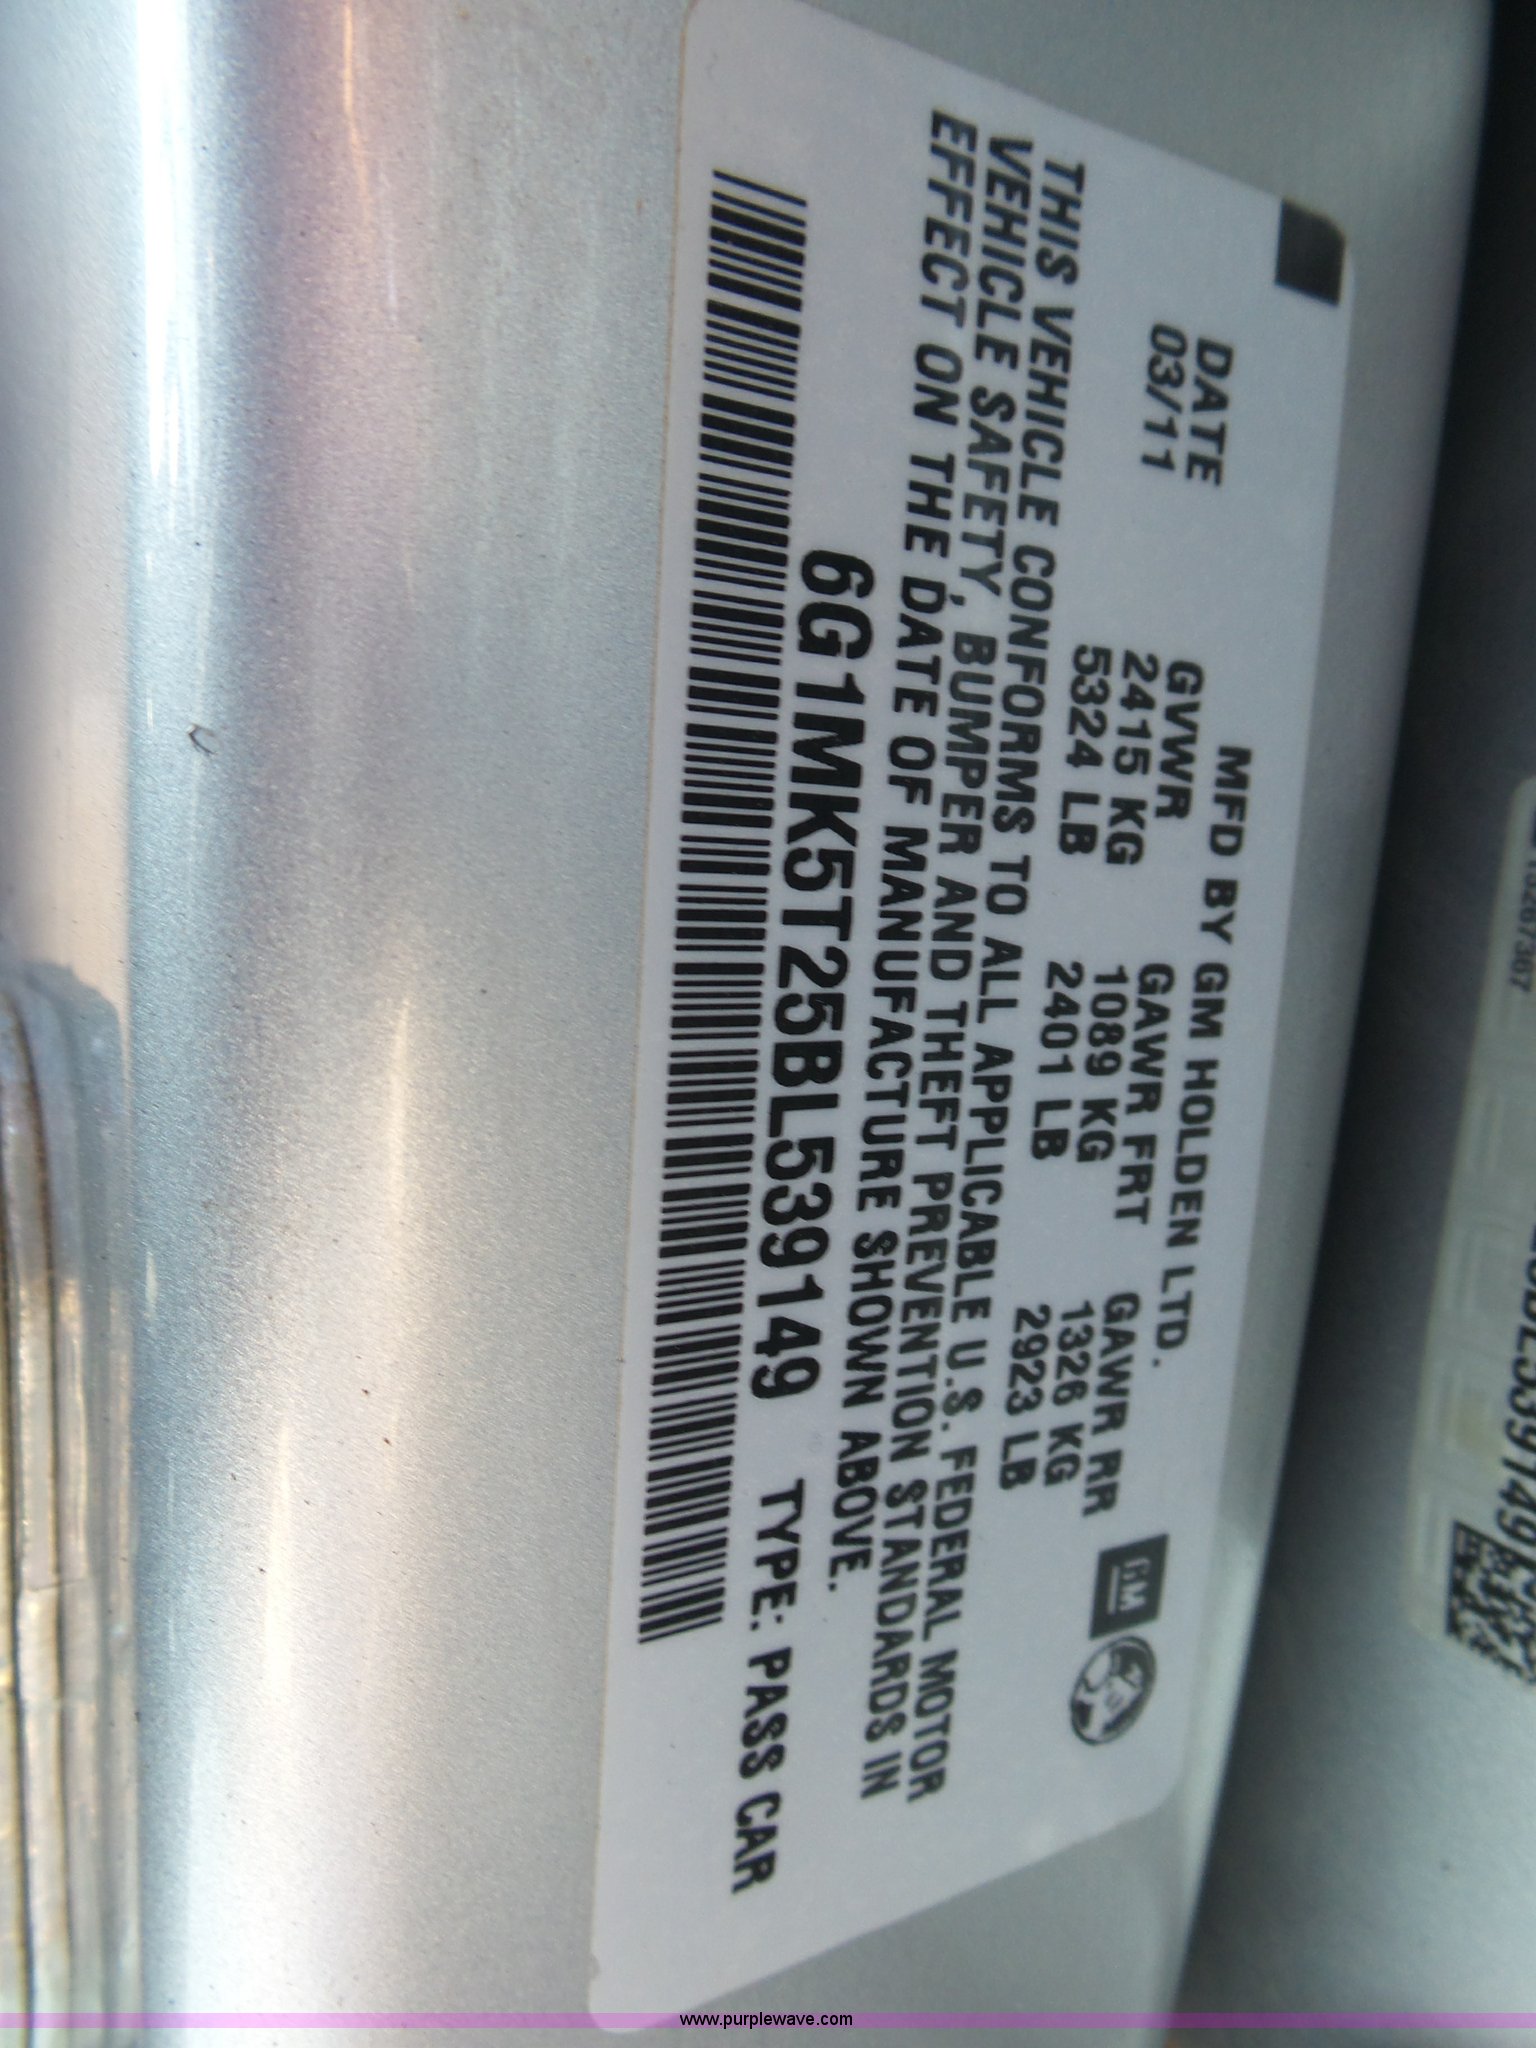 MFD BY GM HOLDEN LTD.
DATE GVWR GAWR FRT GAWR RR
03/11 2415 KG 1089 KG 1326 KG
5324 LB 2401 LB 2923 LB
GM
THIS VEHICLE CONFORMS TO ALL APPLICABLE U.S. FEDERAL MOTOR
VEHICLE SAFETY, BUMPER AND THEFT PREVENTION STANDARDS IN
EFFECT ON THE DATE OF MANUFACTURE SHOWN ABOVE.
6G1MK5T25BL539149 TYPE: PASS CAR
www.purplewave.com